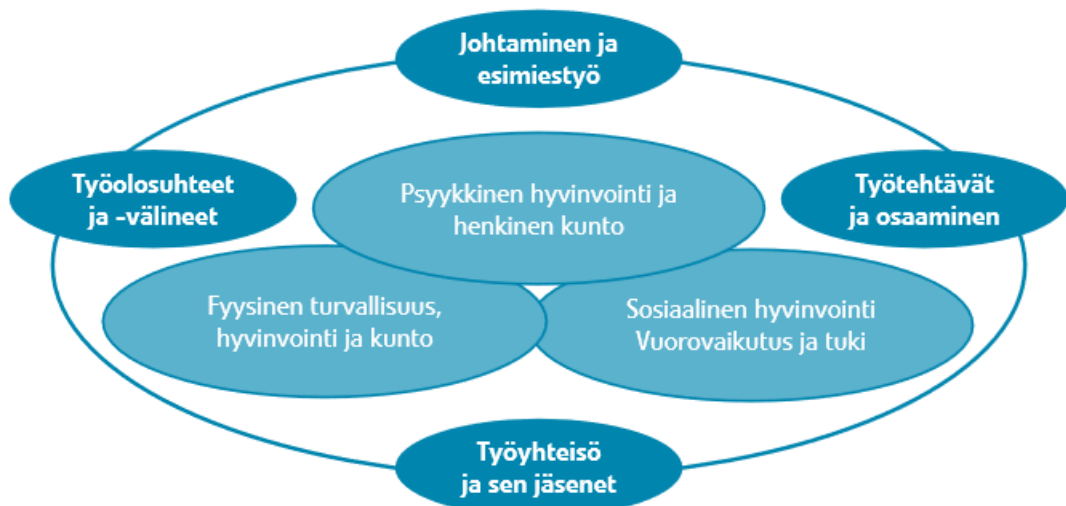 Johtaminen ja
esimiestyö
Työolosuhteet
ja -välineet
Psyykkinen hyvinvointi ja
henkinen kunto
Työtehtävät
ja osaaminen
Fyysinen turvallisuus,
hyvinvointi ja kunto
Sosiaalinen hyvinvointi
Vuorovaikutus ja tuki
Työyhteisö
ja sen jäsenet